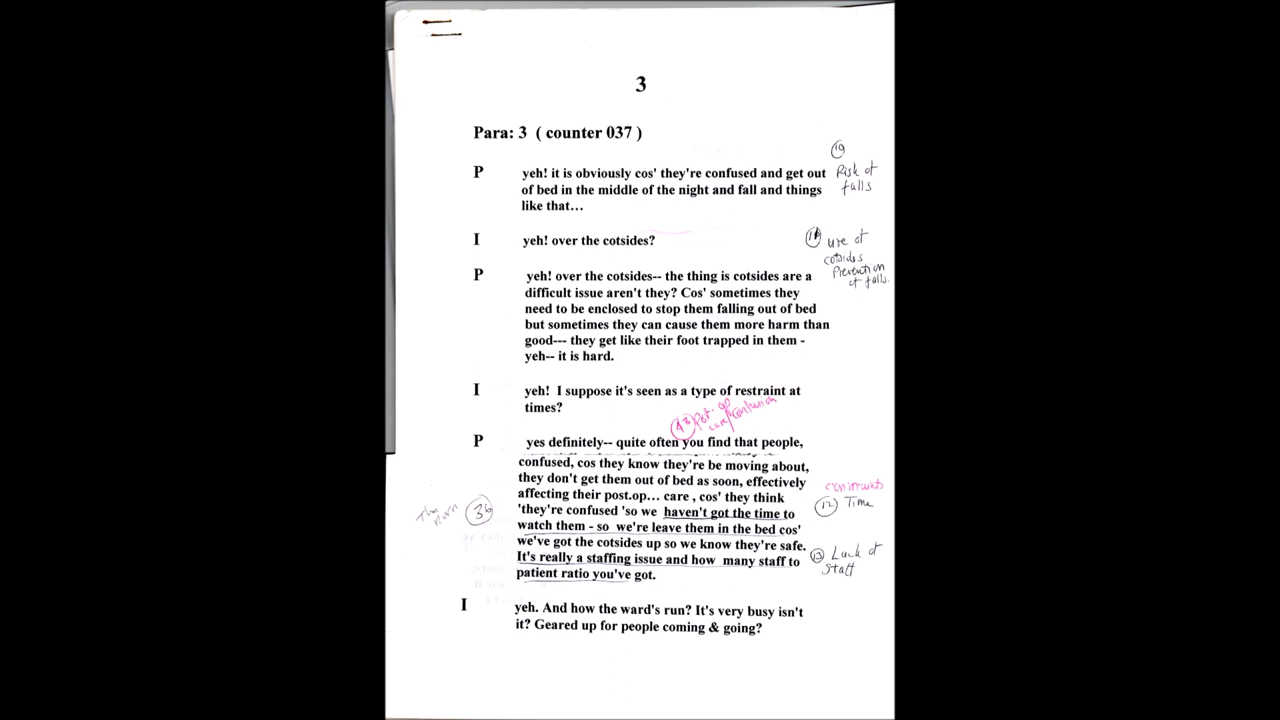 3
Para: 3 ( counter 037 )
P yeh! it is obviously cos' they're confused and get out
of bed in the middle of the night and fall and things
like that...
Risk of
falls
I yeh! over the cotsides?
use of
cotsides
Prevention
of falls.
P yeh! over the cotsides-- the thing is cotsides are a
difficult issue aren't they? Cos' sometimes they
need to be enclosed to stop them falling out of bed
but sometimes they can cause them more harm than
good--- they get like their foot trapped in them -
yeh-- it is hard.
I yeh! I suppose it's seen as a type of restraint at
times?
Post-op
care/Confusion
P yes definitely-- quite often you find that people,
confused, cos they know they're be moving about,
they don't get them out of bed as soon, effectively
affecting their post.op... care , cos' they think
'they're confused 'so we haven't got the time to
watch them - so we're leave them in the bed cos'
we've got the cotsides up so we know they're safe.
It's really a staffing issue and how many staff to
patient ratio you've got.
36
constraints
12 Time
13 Lack of
Staff
I yeh. And how the ward's run? It's very busy isn't
it? Geared up for people coming & going?